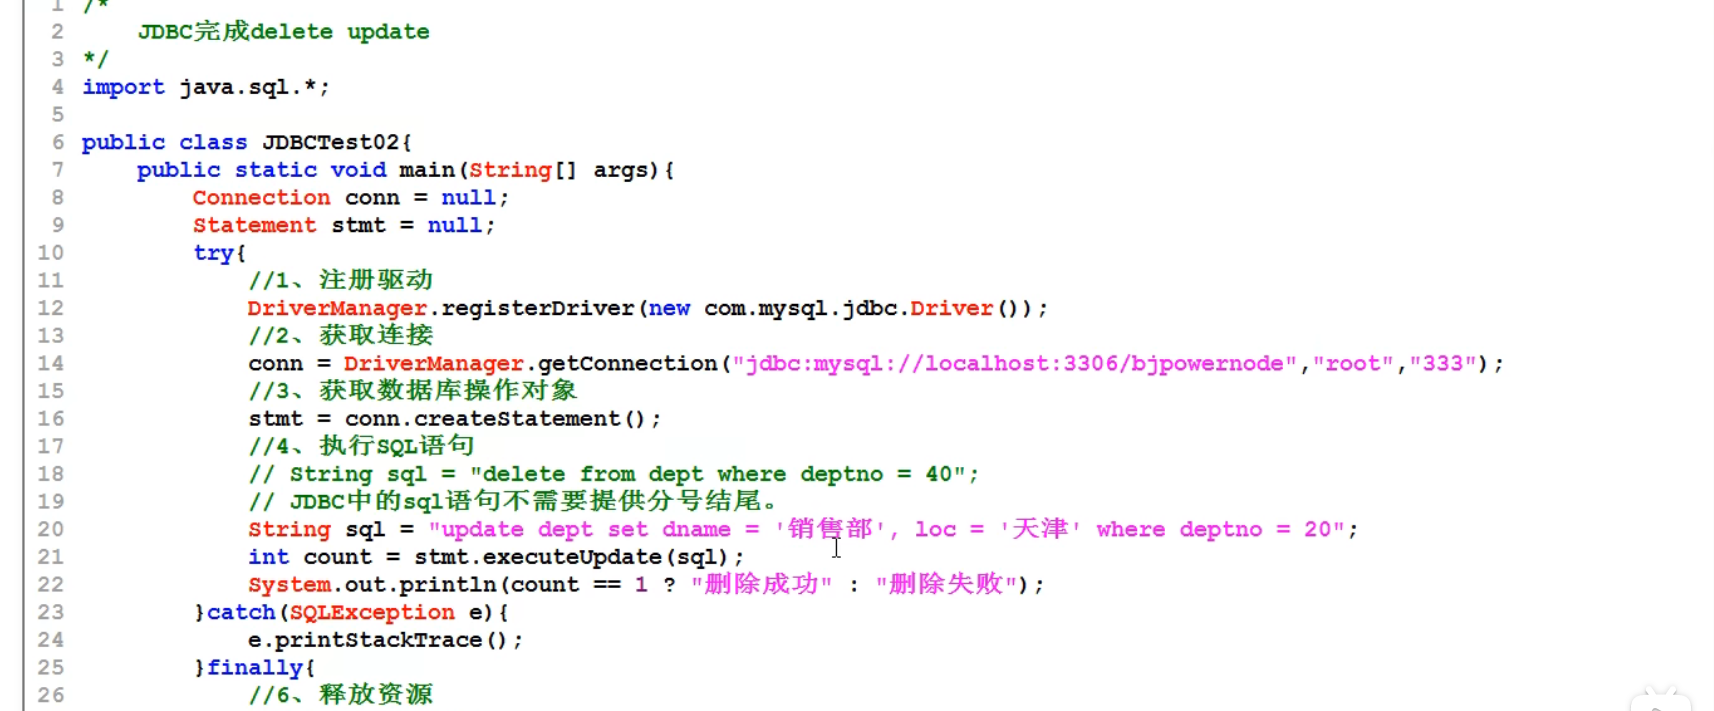 1 /*
2 JDBC完成delete update
3 */
4 import java.sql.*;
5
6 public class JDBCTest02{
7 public static void main(String[] args){
8 Connection conn = null;
9 Statement stmt = null;
10 try{
11 //1、注册驱动
12 DriverManager.registerDriver(new com.mysql.jdbc.Driver());
13 //2、获取连接
14 conn = DriverManager.getConnection("jdbc:mysql://localhost:3306/bjpowernode","root","333");
15 //3、获取数据库操作对象
16 stmt = conn.createStatement();
17 //4、执行SQL语句
18 // String sql = "delete from dept where deptno = 40";
19 // JDBC中的sql语句不需要提供分号结尾。
20 String sql = "update dept set dname = '销售部', loc = '天津' where deptno = 20";
21 int count = stmt.executeUpdate(sql);
22 System.out.println(count == 1 ? "删除成功" : "删除失败");
23 }catch(SQLException e){
24 e.printStackTrace();
25 }finally{
26 //6、释放资源